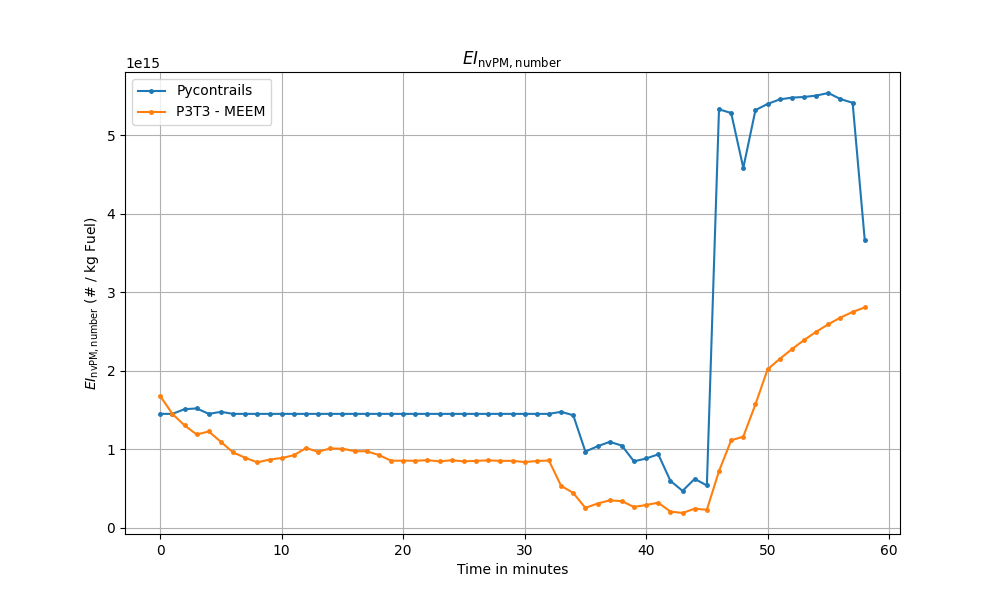 EI_nvPM, number
1e15
Pycontrails
P3T3 - MEEM
EI_nvPM, number (# / kg Fuel)
5
4
3
2
1
0
0 10 20 30 40 50 60
Time in minutes